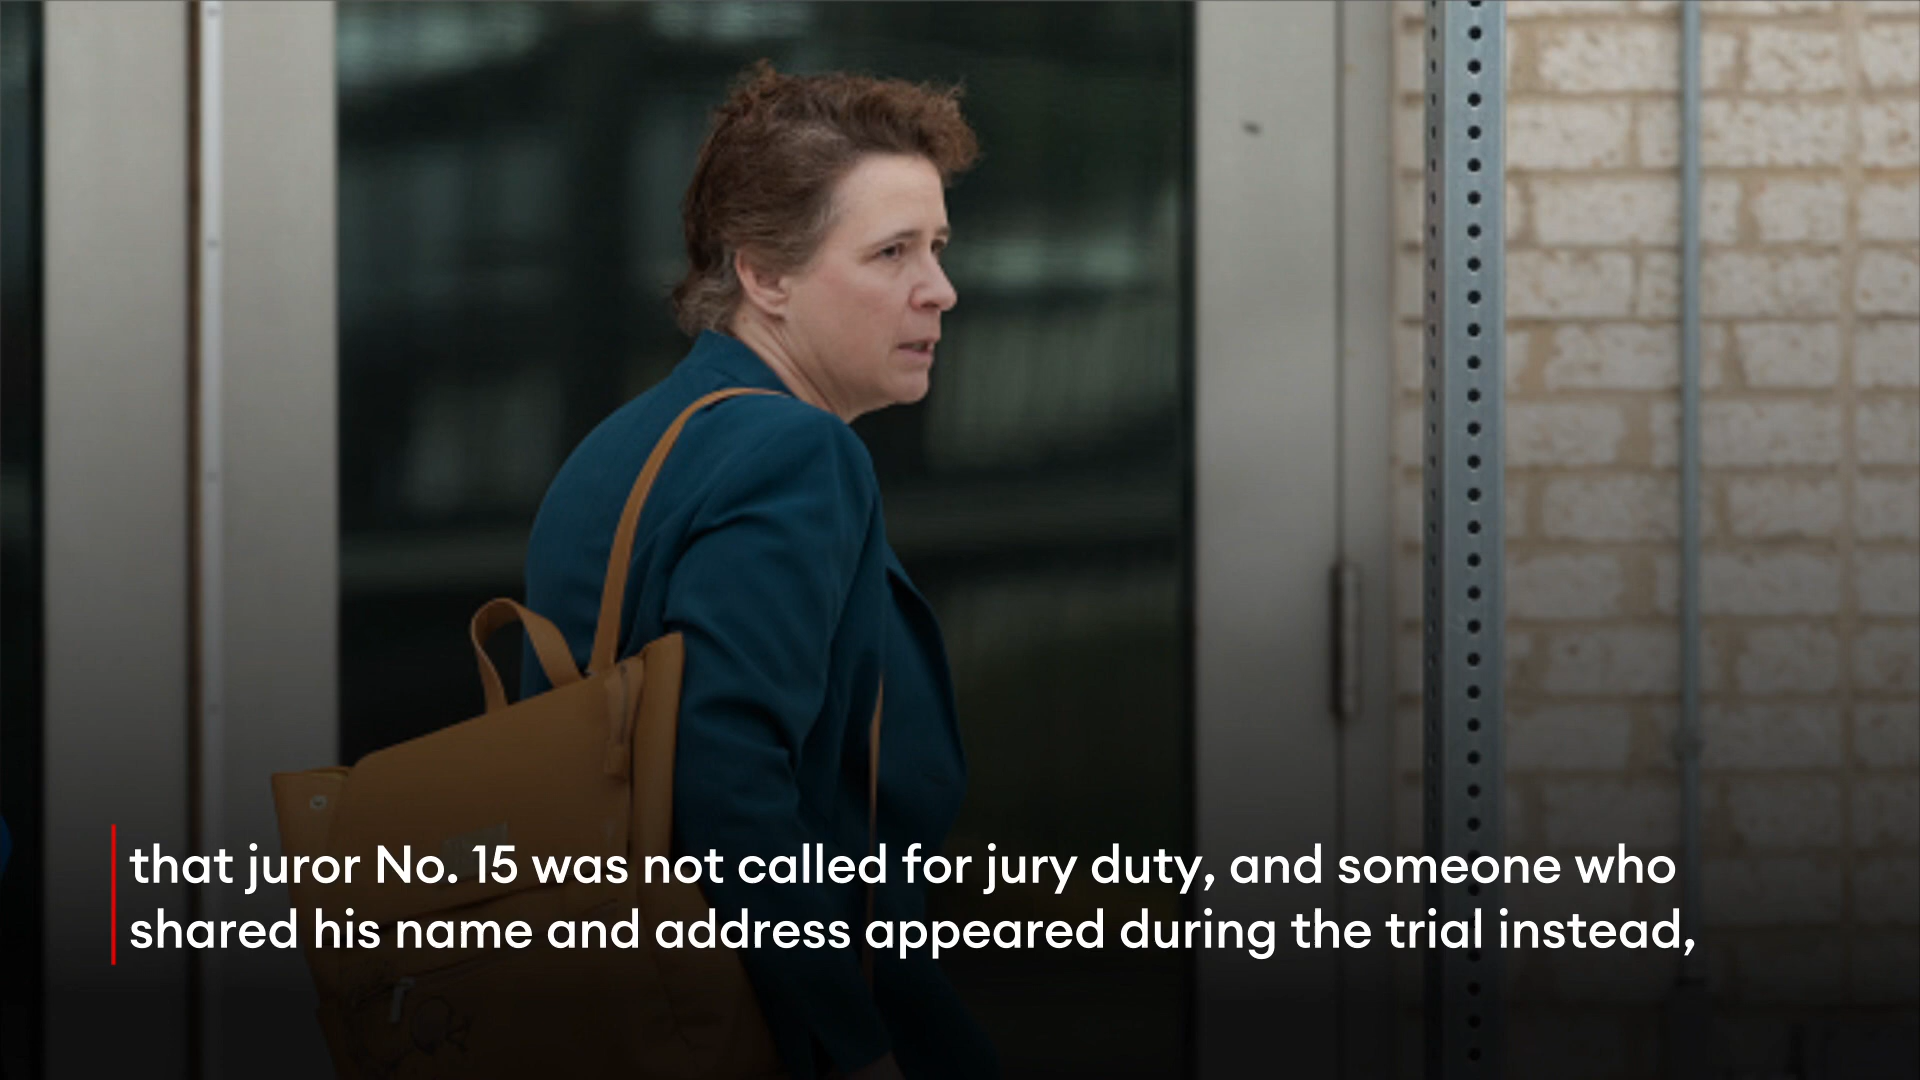 that juror No. 15 was not called for jury duty, and someone who
shared his name and address appeared during the trial instead,